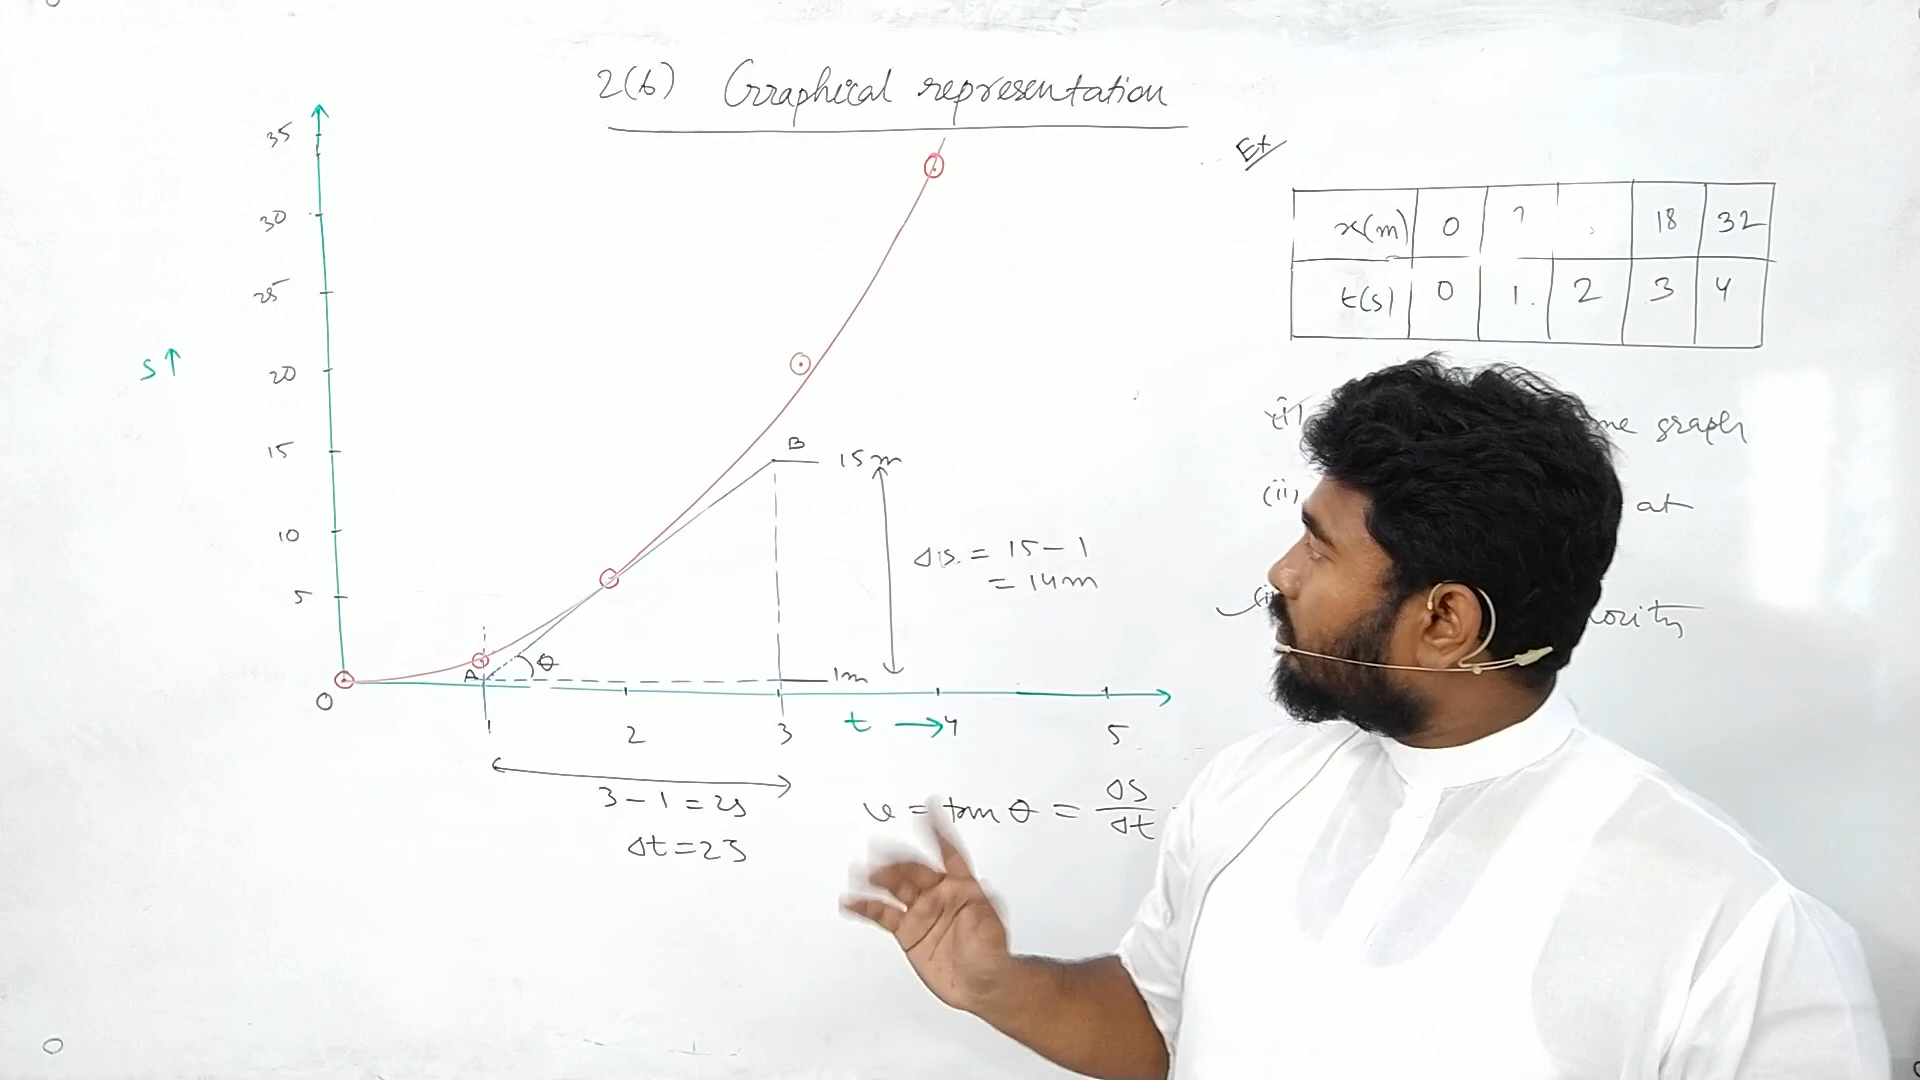 2(b) Graphical representation
Ex
x(m) 0 18 32
t(s) 0 1. 2 3 4
35
30
25
20
15
10
5
0
s↑
B
15m
Δs. = 15 - 1
= 14m
A
θ
1m
1 2 3 4 5
t →
3 - 1 = 2s
Δt = 2s
v = tan θ = Δs/Δt
(i) graph
(ii) at